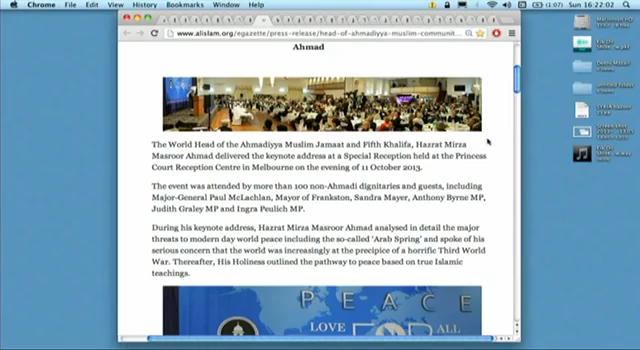 Chrome File Edit View History Bookmarks Window Help (1:07) Sun 16:22:02
www.alislam.org/egazette/press-release/head-of-ahmadiyya-muslim-communit...
Ahmad
The World Head of the Ahmadiyya Muslim Jamaat and Fifth Khalifa, Hazrat Mirza
Masroor Ahmad delivered the keynote address at a Special Reception held at the Princess
Court Reception Centre in Melbourne on the evening of 11 October 2013.
The event was attended by more than 100 non-Ahmadi dignitaries and guests, including
Major-General Paul McLachlan, Mayor of Frankston, Sandra Mayer, Anthony Byrne MP,
Judith Graley MP and Ingra Peulich MP.
During his keynote address, Hazrat Mirza Masroor Ahmad analysed in detail the major
threats to modern day world peace including the so-called 'Arab Spring' and spoke of his
serious concern that the world was increasingly at the precipice of a horrific Third World
War. Thereafter, His Holiness outlined the pathway to peace based on true Islamic
teachings.
PEACE
LOVE FOR ALL